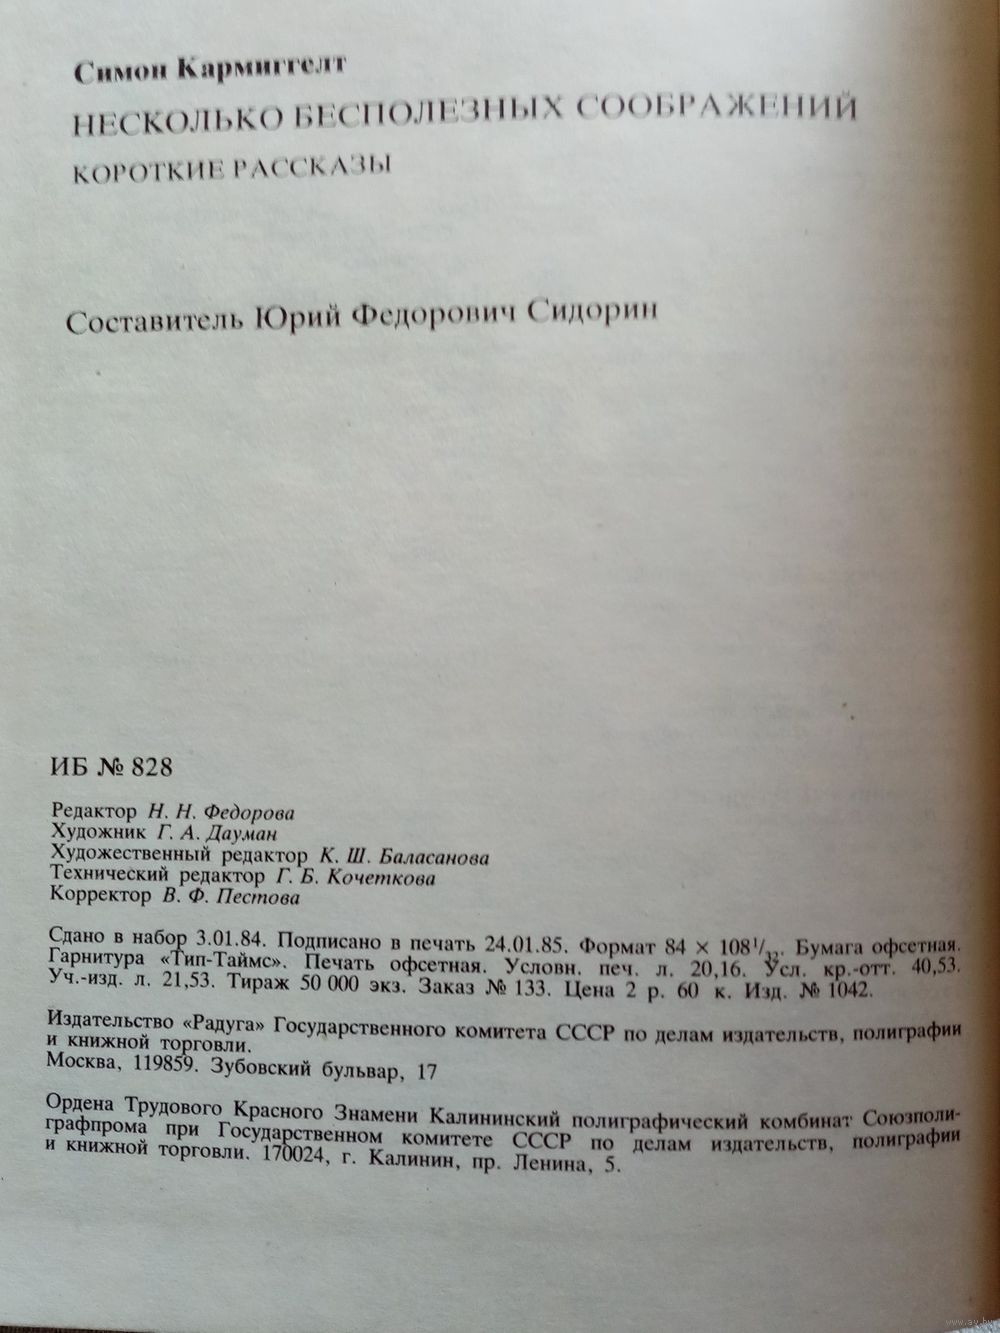 Симон Кармиггелт
НЕСКОЛЬКО БЕСПОЛЕЗНЫХ СООБРАЖЕНИЙ
КОРОТКИЕ РАССКАЗЫ
Составитель Юрий Федорович Сидорин
ИБ № 828
Редактор Н. Н. Федорова
Художник Г. А. Дауман
Художественный редактор К. Ш. Баласанова
Технический редактор Г. Б. Кочеткова
Корректор В. Ф. Пестова
Сдано в набор 3.01.84. Подписано в печать 24.01.85. Формат 84 × 108¹/₃₂. Бумага офсетная.
Гарнитура «Тип-Таймс». Печать офсетная. Условн. печ. л. 20,16. Усл. кр.-отт. 40,53.
Уч.-изд. л. 21,53. Тираж 50 000 экз. Заказ № 133. Цена 2 р. 60 к. Изд. № 1042.
Издательство «Радуга» Государственного комитета СССР по делам издательств, полиграфии
и книжной торговли.
Москва, 119859. Зубовский бульвар, 17
Ордена Трудового Красного Знамени Калининский полиграфический комбинат Союзполи-
графпрома при Государственном комитете СССР по делам издательств, полиграфии
и книжной торговли. 170024, г. Калинин, пр. Ленина, 5.
www.ay.by